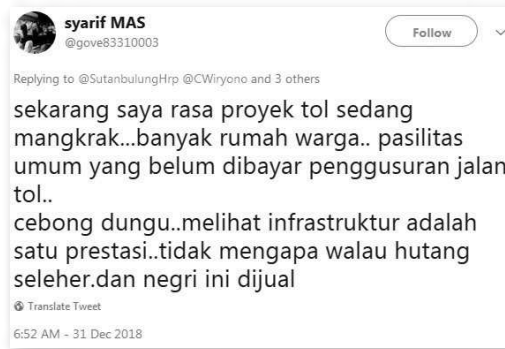 syarif MAS
@gove83310003
Follow
Replying to @SutanbulungHrp @CWiryono and 3 others
sekarang saya rasa proyek tol sedang
mangkrak...banyak rumah warga.. pasilitas
umum yang belum dibayar penggusuran jalan
tol..
cebong dungu..melihat infrastruktur adalah
satu prestasi..tidak mengapa walau hutang
seleher.dan negri ini dijual
Translate Tweet
6:52 AM - 31 Dec 2018